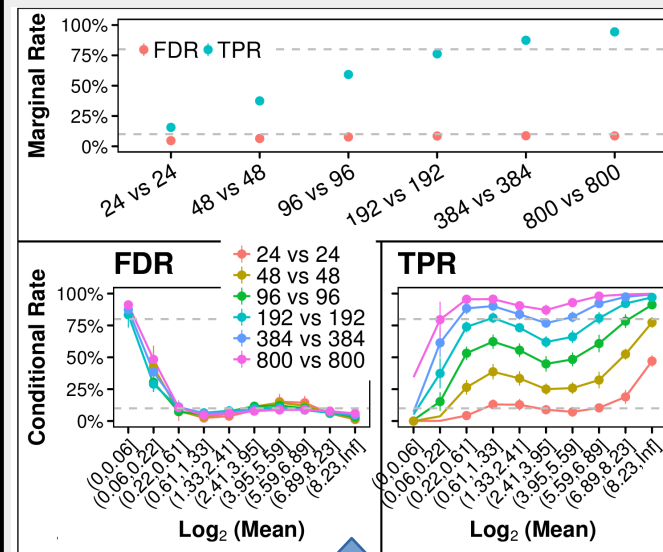 Marginal Rate
100%
75%
50%
25%
0%
FDR TPR
24 vs 24
48 vs 48
96 vs 96
192 vs 192
384 vs 384
800 vs 800
FDR
24 vs 24
48 vs 48
96 vs 96
192 vs 192
384 vs 384
800 vs 800
Conditional Rate
100%
75%
50%
25%
0%
(0,0.06]
(0.06,0.22]
(0.22,0.61]
(0.61,1.33]
(1.33,2.41]
(2.41,3.95]
(3.95,5.59]
(5.59,6.89]
(6.89,8.23]
(8.23,Inf]
Log2 (Mean)
TPR
(0,0.06]
(0.06,0.22]
(0.22,0.61]
(0.61,1.33]
(1.33,2.41]
(2.41,3.95]
(3.95,5.59]
(5.59,6.89]
(6.89,8.23]
(8.23,Inf]
Log2 (Mean)